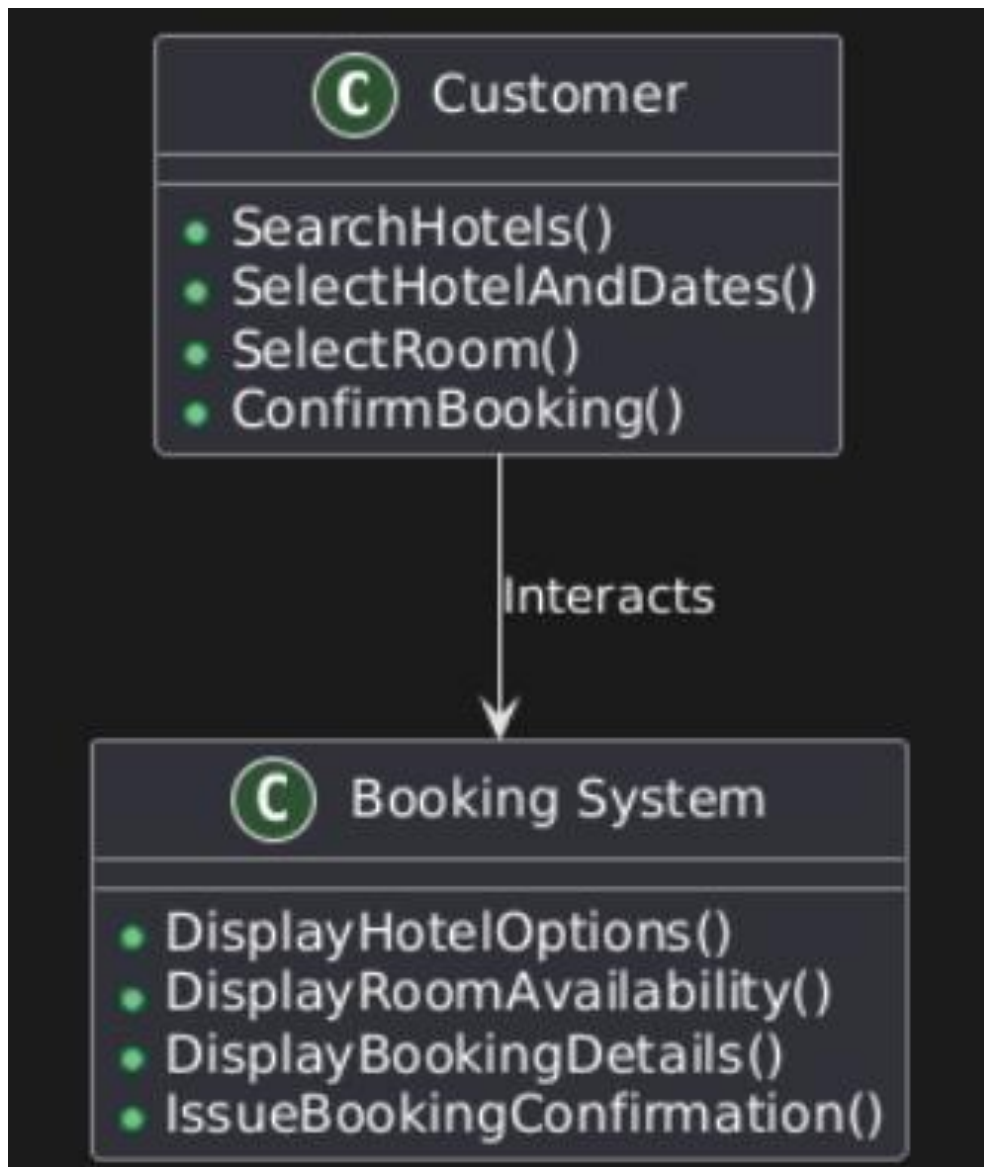 C Customer
SearchHotels()
SelectHotelAndDates()
SelectRoom()
ConfirmBooking()
Interacts
C Booking System
DisplayHotelOptions()
DisplayRoomAvailability()
DisplayBookingDetails()
IssueBookingConfirmation()